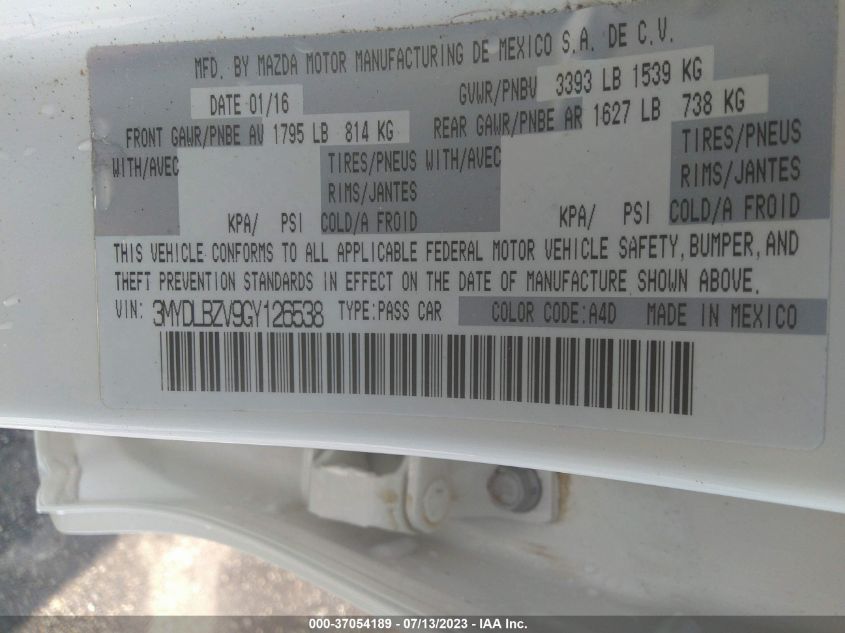 MFD. BY MAZDA MOTOR MANUFACTURING DE MEXICO S.A. DE C.V.
DATE 01/16 GVWR/PNBV 3393 LB 1539 KG
FRONT GAWR/PNBE AV 1795 LB 814 KG REAR GAWR/PNBE AR 1627 LB 738 KG
WITH/AVEC TIRES/PNEUS WITH/AVEC TIRES/PNEUS
RIMS/JANTES RIMS/JANTES
KPA/ PSI COLD/A FROID KPA/ PSI COLD/A FROID
THIS VEHICLE CONFORMS TO ALL APPLICABLE FEDERAL MOTOR VEHICLE SAFETY, BUMPER, AND
THEFT PREVENTION STANDARDS IN EFFECT ON THE DATE OF MANUFACTURE SHOWN ABOVE.
VIN: 3MYDLBZV9GY126538 TYPE:PASS CAR COLOR CODE:A4D MADE IN MEXICO
000-37054189 - 07/13/2023 - IAA Inc.